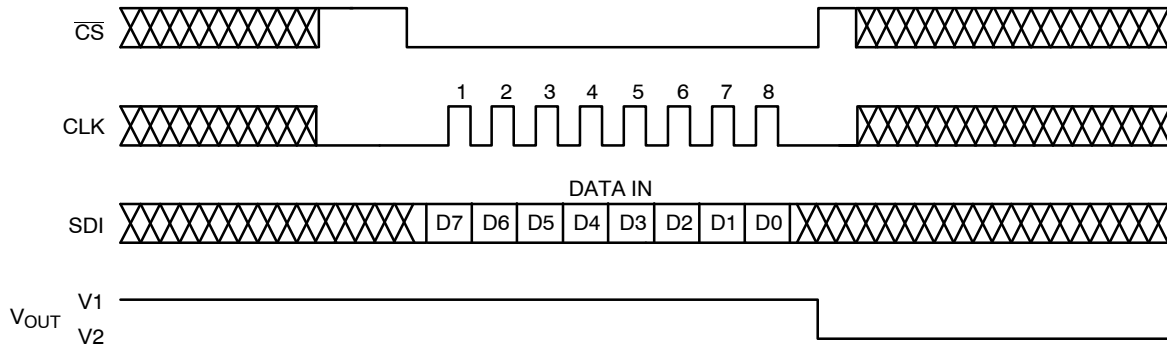 CS
CLK
1 2 3 4 5 6 7 8
DATA IN
SDI
D7 D6 D5 D4 D3 D2 D1 D0
VOUT
V1
V2